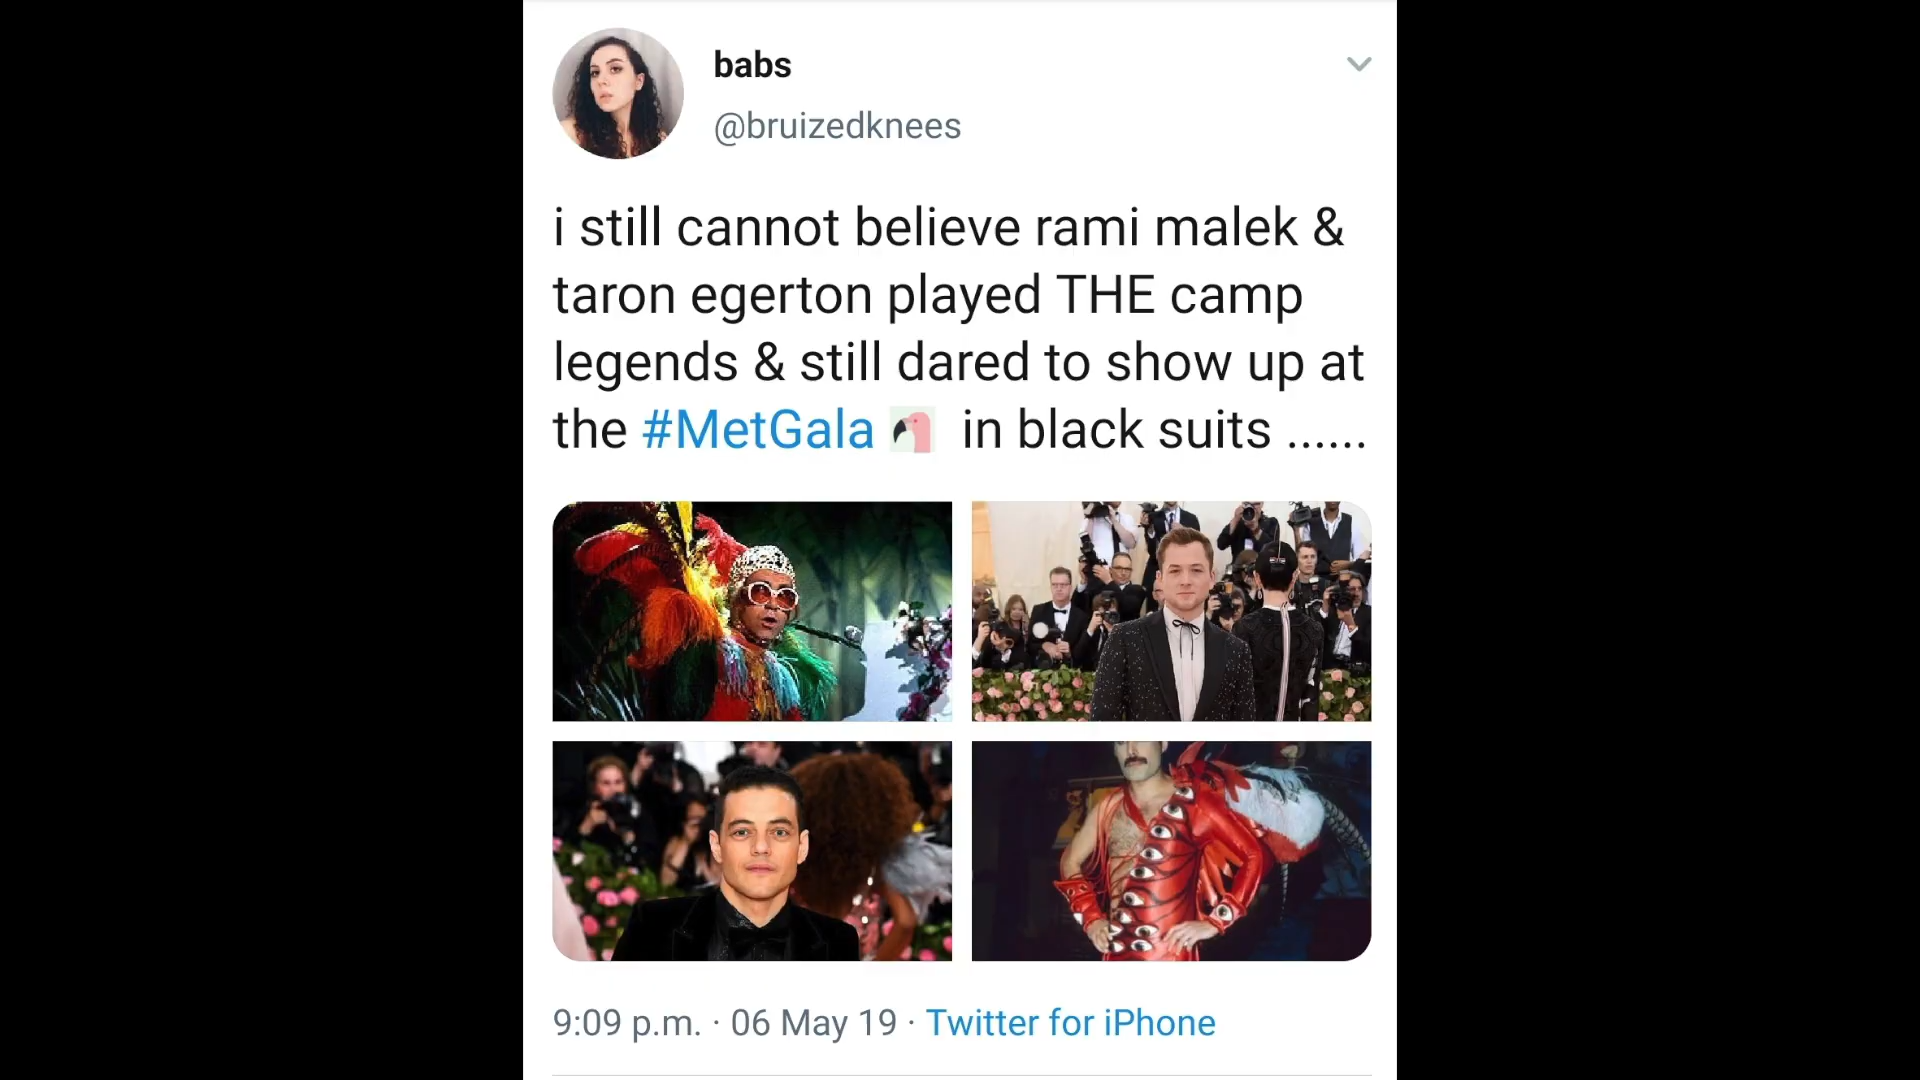 babs
@bruizedknees
i still cannot believe rami malek &
taron egerton played THE camp
legends & still dared to show up at
the #MetGala 🦩 in black suits ......
9:09 p.m. · 06 May 19 · Twitter for iPhone